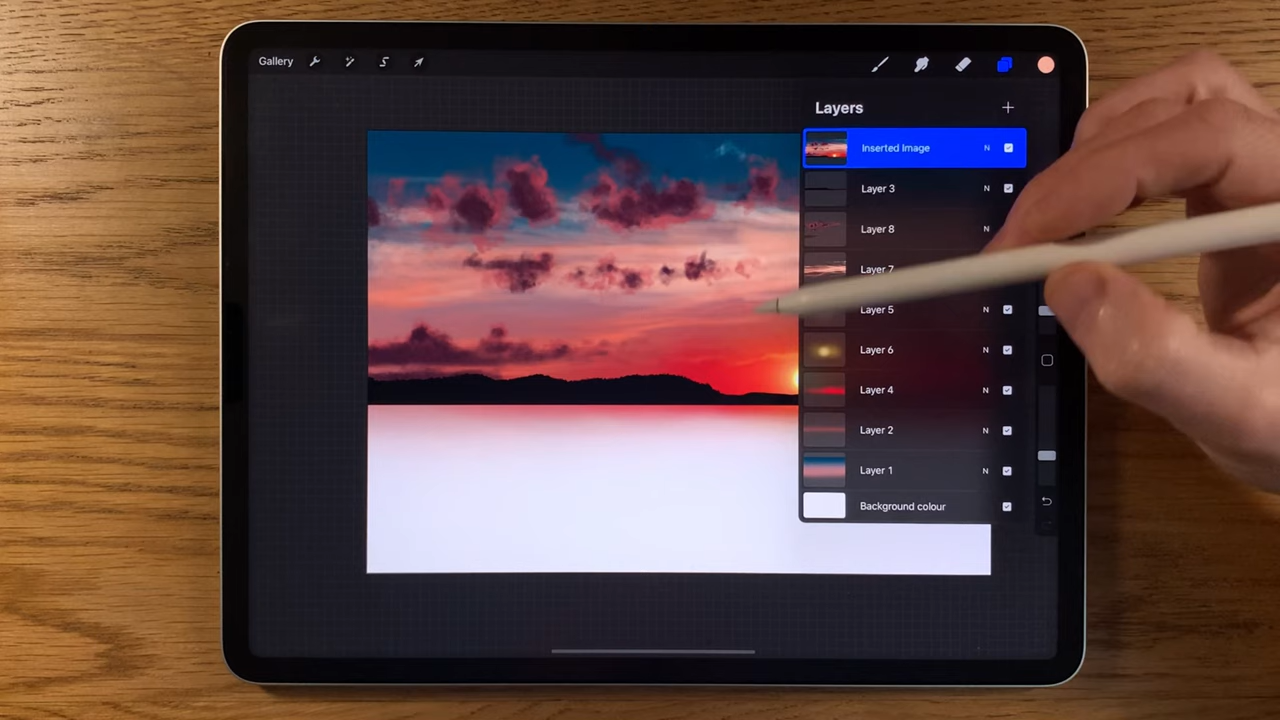 Gallery
Layers
Inserted Image N
Layer 3 N
Layer 8 N
Layer 7
Layer 5 N
Layer 6 N
Layer 4 N
Layer 2 N
Layer 1 N
Background colour